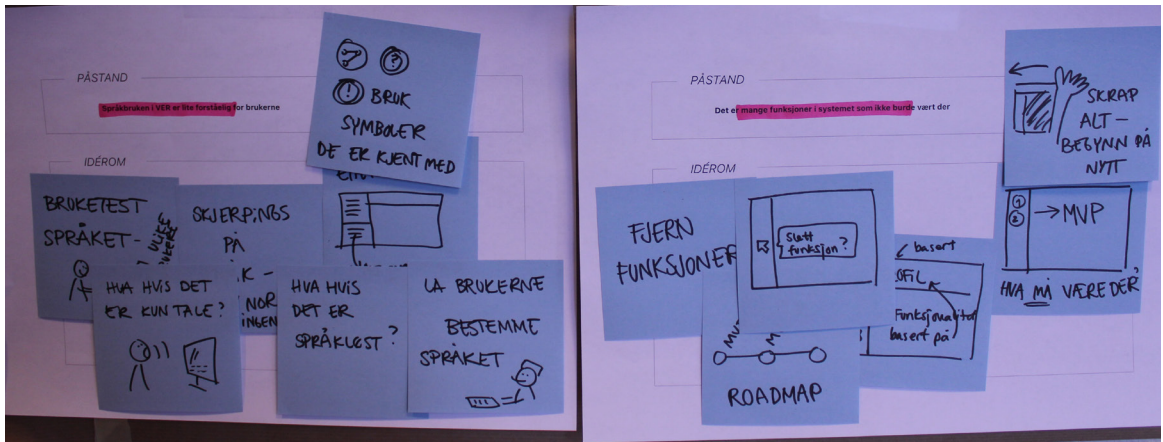 PÅSTAND
Språkbruken i VER er lite forståelig for brukerne
BRUK
SYMBOLER
DE ER KJENT MED
IDÉROM
BRUKETEST
SPRÅKET -
ULIKE
SKJERPINGS
PÅ
HVA HVIS DET
ER KUN TALE?
HVA HVIS
DET ER
SPRÅKLØST?
LA BRUKERNE
BESTEMME
SPRÅKET
PÅSTAND
Det er mange funksjoner i systemet som ikke burde vært der
SKRAP
ALT -
BEGYNN PÅ
NYTT
IDÉROM
FJERN
FUNKSJONER
Slett
funksjon?
basert
Funksjonalitet
basert på
1
2
→ MVP
HVA MÅ VÆRE DER?
ROADMAP